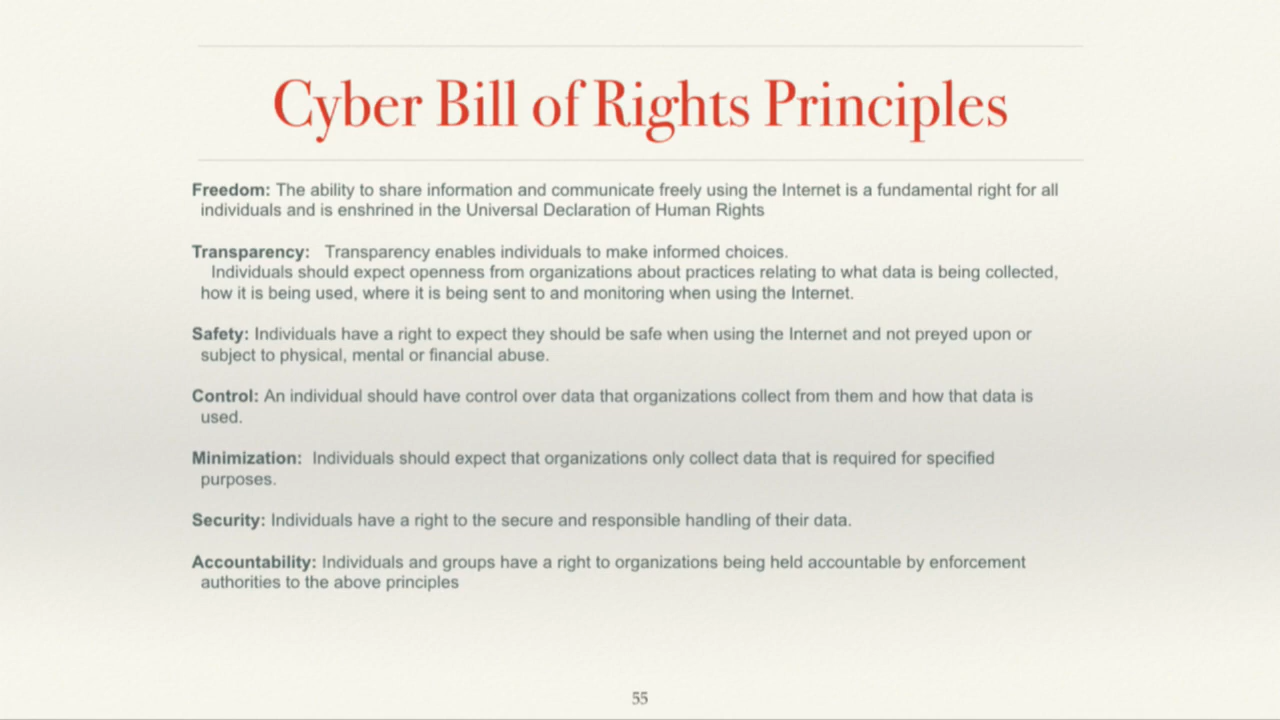 Cyber Bill of Rights Principles
Freedom: The ability to share information and communicate freely using the Internet is a fundamental right for all
individuals and is enshrined in the Universal Declaration of Human Rights
Transparency: Transparency enables individuals to make informed choices.
Individuals should expect openness from organizations about practices relating to what data is being collected,
how it is being used, where it is being sent to and monitoring when using the Internet.
Safety: Individuals have a right to expect they should be safe when using the Internet and not preyed upon or
subject to physical, mental or financial abuse.
Control: An individual should have control over data that organizations collect from them and how that data is
used.
Minimization: Individuals should expect that organizations only collect data that is required for specified
purposes.
Security: Individuals have a right to the secure and responsible handling of their data.
Accountability: Individuals and groups have a right to organizations being held accountable by enforcement
authorities to the above principles
55